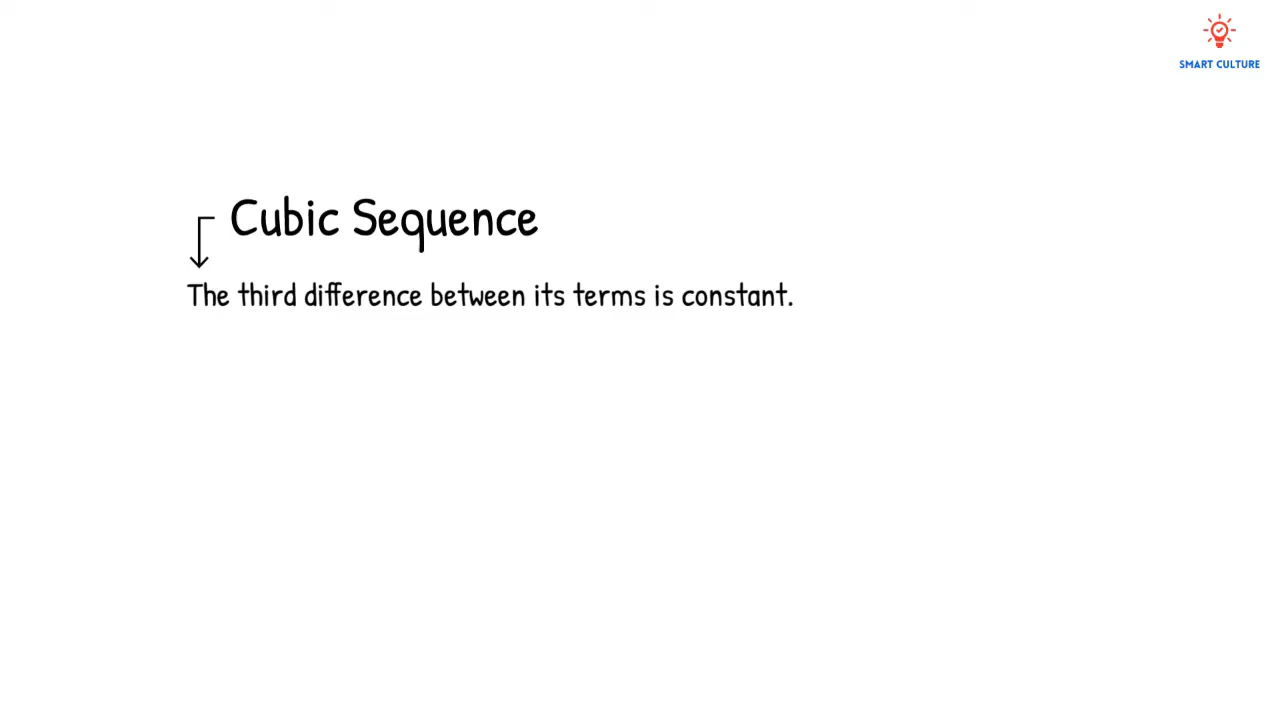 SMART CULTURE
Cubic Sequence
The third difference between its terms is constant.